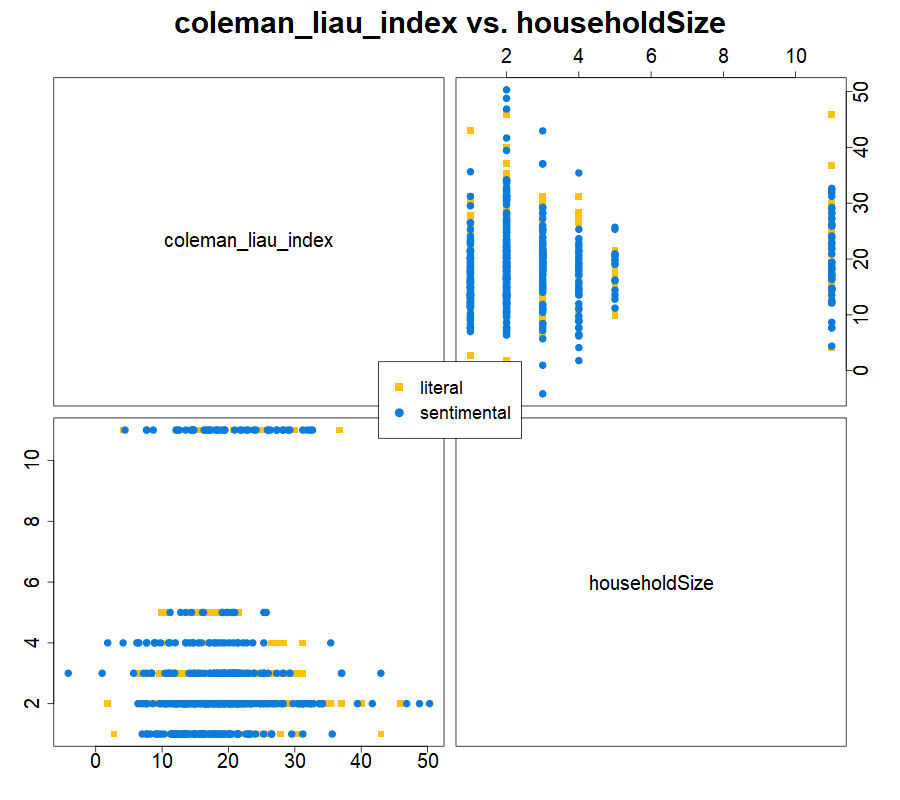 coleman_liau_index vs. householdSize
2 4 6 8 10
coleman_liau_index
50
40
30
20
10
0
literal
sentimental
10
8
6
4
2
householdSize
0 10 20 30 40 50